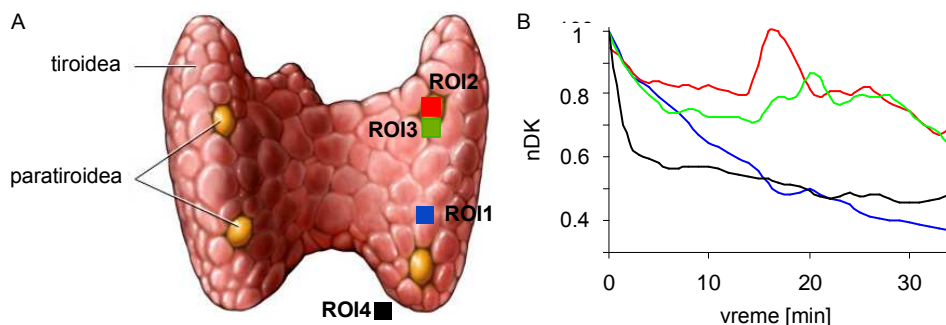 A
tiroidea
paratiroidea
ROI2
ROI3
ROI1
ROI4
B
1
0.8
0.6
0.4
nDK
0
10
20
30
vreme [min]